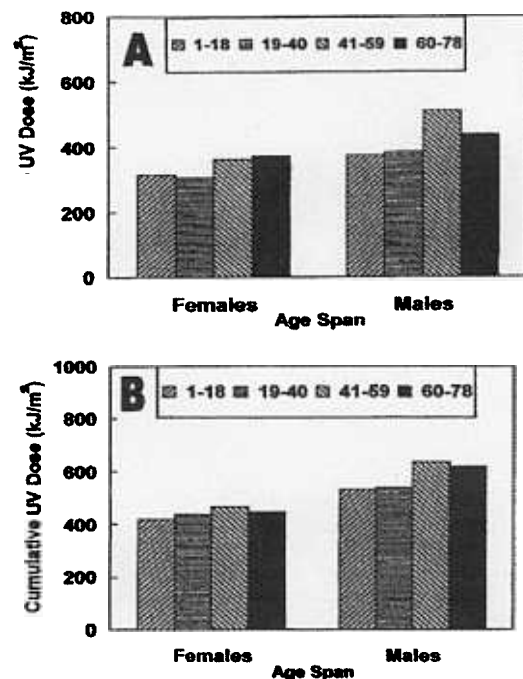 A
1-18 19-40 41-59 60-78
UV Dose (kJ/m²)
800
600
400
200
0
Females Males
Age Span
B
1-18 19-40 41-59 60-78
Cumulative UV Dose (kJ/m²)
1000
800
600
400
200
0
Females Males
Age Span